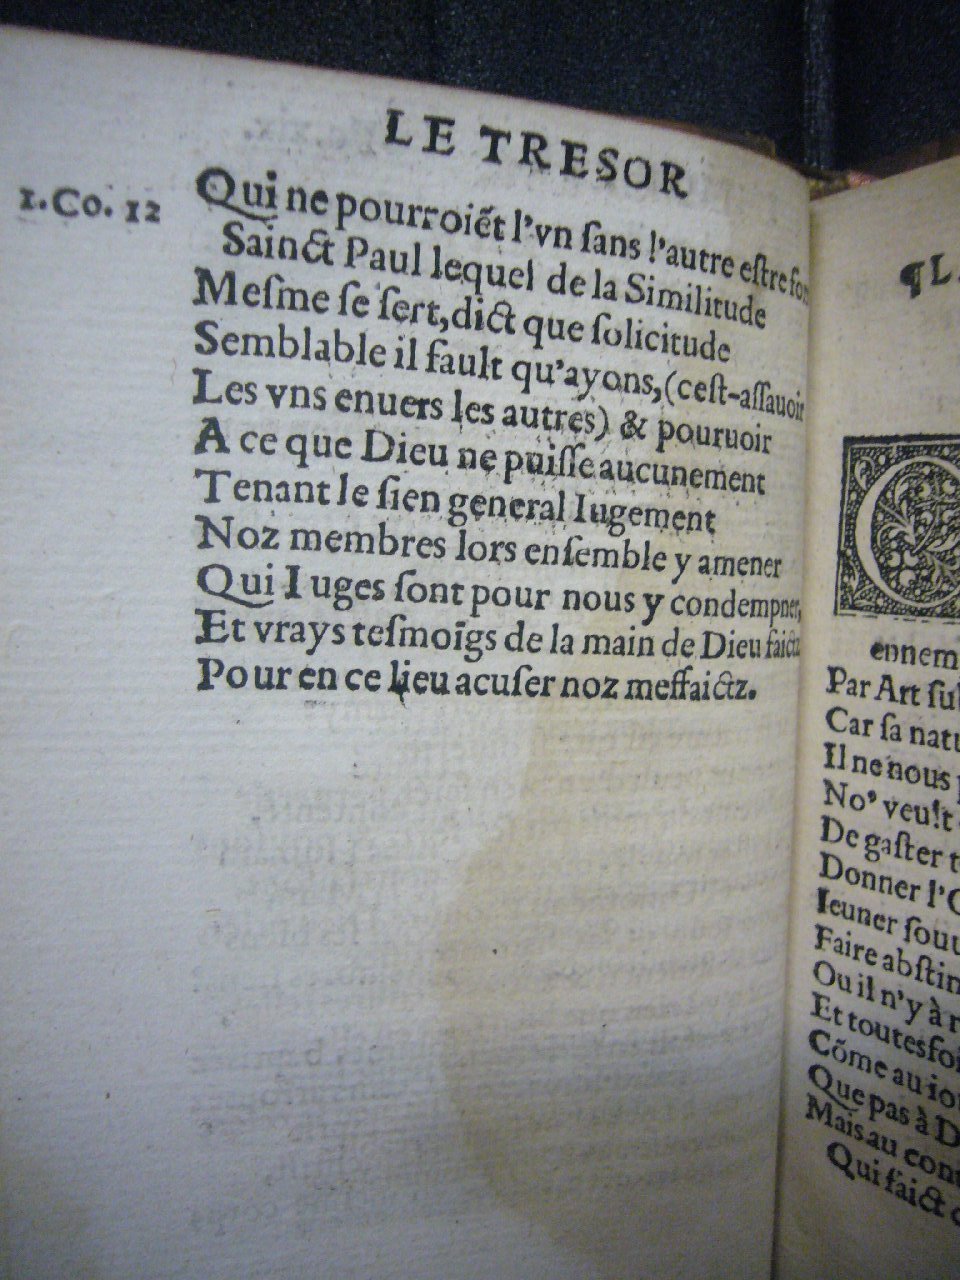 LE TRESOR
1.Co. 12
Qui ne pourroiẽt l'vn ſans l'autre eſtre
Sainct Paul lequel de la Similitude
Meſme ſe ſert, dict que ſolicitude
Semblable il fault qu'ayons, (ceſt-aſſauoir
Les vns enuers les autres) & pouruoir
A ce que Dieu ne puiſſe aucunement
Tenant le ſien general Iugement
Noz membres lors enſemble y amener
Qui Iuges ſont pour nous y condempner,
Et vrays teſmoĩgs de la main de Dieu faictz
Pour en ce lieu acuſer noz meffaictz.
¶L
C
ennem
Par Art ſu
Car ſa natu
Il ne nous
No' veult
De gaſter
Donner l'
Ieuner ſouu
Faire abſtin
Ou il n'y à
Et toutesfoi
Cõme au io
Que pas à D
Mais au cont
Qui faict